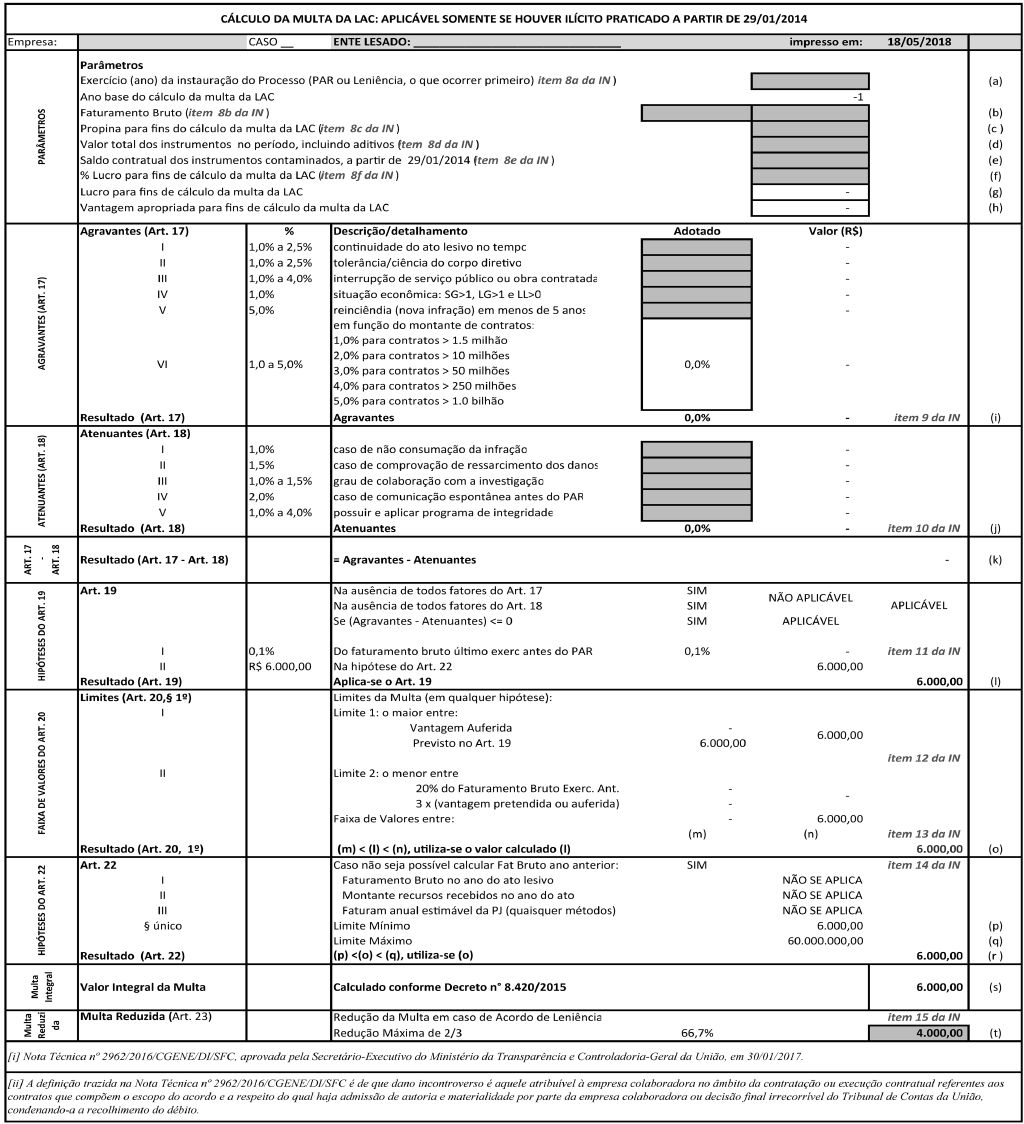 CÁLCULO DA MULTA DA LAC: APLICÁVEL SOMENTE SE HOUVER ILÍCITO PRATICADO A PARTIR DE 29/01/2014
Empresa: CASO __ ENTE LESADO: ______________________________ impresso em: 18/05/2018
PARÂMETROS
Parâmetros
Exercício (ano) da instauração do Processo (PAR ou Leniência, o que ocorrer primeiro) item 8a da IN ) (a)
Ano base do cálculo da multa da LAC -1
Faturamento Bruto (item 8b da IN ) (b)
Propina para fins do cálculo da multa da LAC (item 8c da IN ) (c )
Valor total dos instrumentos no período, incluindo aditivos (tem 8d da IN ) (d)
Saldo contratual dos instrumentos contaminados, a partir de 29/01/2014 (tem 8e da IN ) (e)
% Lucro para fins de cálculo da multa da LAC (item 8f da IN ) (f)
Lucro para fins de cálculo da multa da LAC - (g)
Vantagem apropriada para fins de cálculo da multa da LAC - (h)
AGRAVANTES (ART. 17)
Agravantes (Art. 17) % Descrição/detalhamento Adotado Valor (R$)
I 1,0% a 2,5% continuidade do ato lesivo no tempo -
II 1,0% a 2,5% tolerância/ciência do corpo diretivo -
III 1,0% a 4,0% interrupção de serviço público ou obra contratada -
IV 1,0% situação econômica: SG>1, LG>1 e LL>0 -
V 5,0% reinciêndia (nova infração) em menos de 5 anos -
em função do montante de contratos:
1,0% para contratos > 1.5 milhão
2,0% para contratos > 10 milhões
VI 1,0 a 5,0% 0,0% -
3,0% para contratos > 50 milhões
4,0% para contratos > 250 milhões
5,0% para contratos > 1.0 bilhão
Resultado (Art. 17) Agravantes 0,0% - item 9 da IN (i)
ATENUANTES (ART. 18)
Atenuantes (Art. 18)
I 1,0% caso de não consumação da infração -
II 1,5% caso de comprovação de ressarcimento dos danos -
III 1,0% a 1,5% grau de colaboração com a investigação -
IV 2,0% caso de comunicação espontânea antes do PAR -
V 1,0% a 4,0% possuir e aplicar programa de integridade -
Resultado (Art. 18) Atenuantes 0,0% - item 10 da IN (j)
ART. 17
-
ART. 18
Resultado (Art. 17 - Art. 18) = Agravantes - Atenuantes - (k)
HIPÓTESES DO ART. 19
Art. 19 Na ausência de todos fatores do Art. 17 SIM
NÃO APLICÁVEL
Na ausência de todos fatores do Art. 18 SIM APLICÁVEL
Se (Agravantes - Atenuantes) <= 0 SIM APLICÁVEL
I 0,1% Do faturamento bruto último exerc antes do PAR 0,1% - item 11 da IN
II R$ 6.000,00 Na hipótese do Art. 22 6.000,00
Resultado (Art. 19) Aplica-se o Art. 19 6.000,00 (l)
FAIXA DE VALORES DO ART. 20
Limites (Art. 20,§ 1º) Limites da Multa (em qualquer hipótese):
I Limite 1: o maior entre:
Vantagem Auferida -
6.000,00
Previsto no Art. 19 6.000,00
item 12 da IN
II Limite 2: o menor entre
20% do Faturamento Bruto Exerc. Ant. -
-
3 x (vantagem pretendida ou auferida) -
Faixa de Valores entre: - 6.000,00
(m) (n) item 13 da IN
Resultado (Art. 20, 1º) (m) < (l) < (n), utiliza-se o valor calculado (l) 6.000,00 (o)
HIPÓTESES DO ART. 22
Art. 22 Caso não seja possível calcular Fat Bruto ano anterior: SIM item 14 da IN
I Faturamento Bruto no ano do ato lesivo NÃO SE APLICA
II Montante recursos recebidos no ano do ato NÃO SE APLICA
III Faturam anual estimável da PJ (quaisquer métodos) NÃO SE APLICA
§ único Limite Mínimo 6.000,00 (p)
Limite Máximo 60.000.000,00 (q)
Resultado (Art. 22) (p) <(o) < (q), utiliza-se (o) 6.000,00 (r )
Multa
Integral
Valor Integral da Multa Calculado conforme Decreto n° 8.420/2015 6.000,00 (s)
Multa
Reduzi
da
Multa Reduzida (Art. 23) Redução da Multa em caso de Acordo de Leniência item 15 da IN
Redução Máxima de 2/3 66,7% 4.000,00 (t)
[i] Nota Técnica nº 2962/2016/CGENE/DI/SFC, aprovada pela Secretário-Executivo do Ministério da Transparência e Controladoria-Geral da União, em 30/01/2017.
[ii] A definição trazida na Nota Técnica nº 2962/2016/CGENE/DI/SFC é de que dano incontroverso é aquele atribuível à empresa colaboradora no âmbito da contratação ou execução contratual referentes aos
contratos que compõem o escopo do acordo e a respeito do qual haja admissão de autoria e materialidade por parte da empresa colaboradora ou decisão final irrecorrível do Tribunal de Contas da União,
condenando-a a recolhimento do débito.